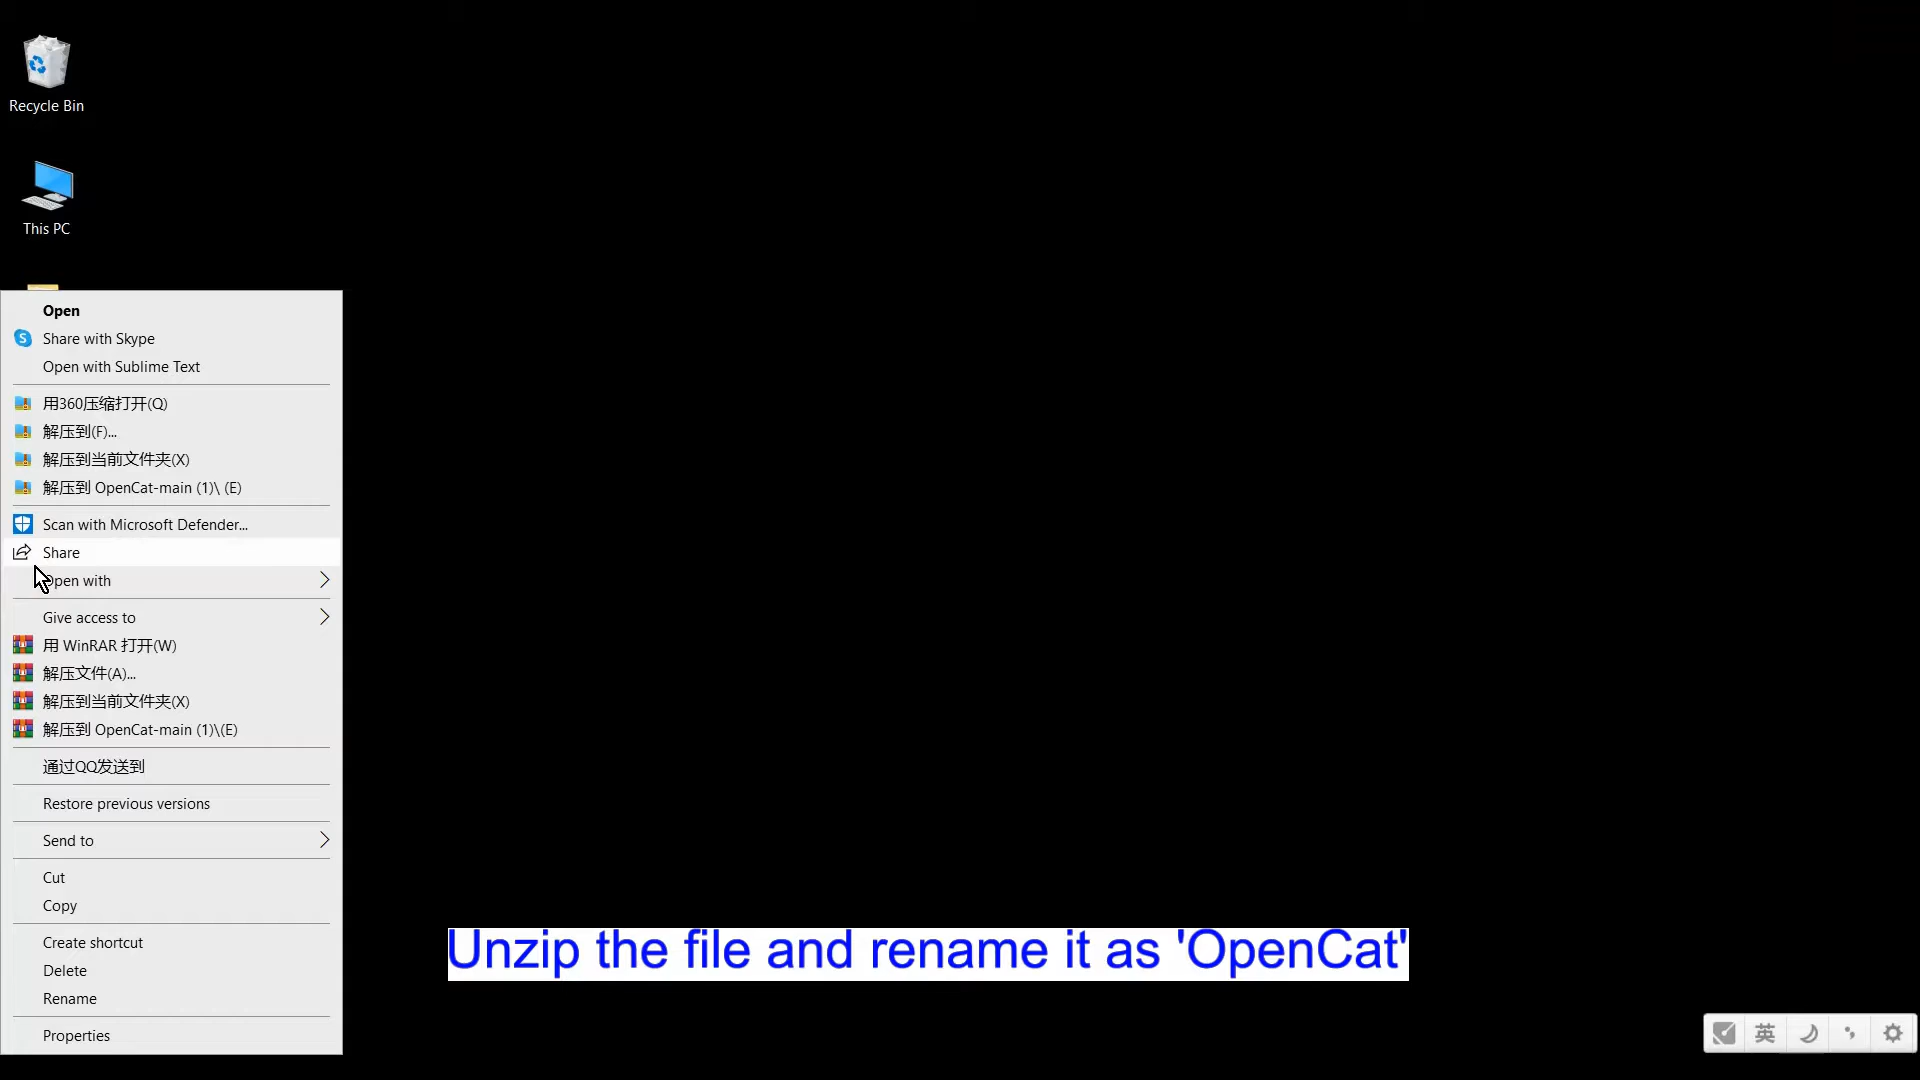 Recycle Bin
This PC
Open
Share with Skype
Open with Sublime Text
用360压缩打开(Q)
解压到(F)...
解压到当前文件夹(X)
解压到 OpenCat-main (1)\ (E)
Scan with Microsoft Defender...
Share
Open with
Give access to
用 WinRAR 打开(W)
解压文件(A)...
解压到当前文件夹(X)
解压到 OpenCat-main (1)\(E)
通过QQ发送到
Restore previous versions
Send to
Cut
Copy
Create shortcut
Delete
Rename
Properties
Unzip the file and rename it as 'OpenCat'
英